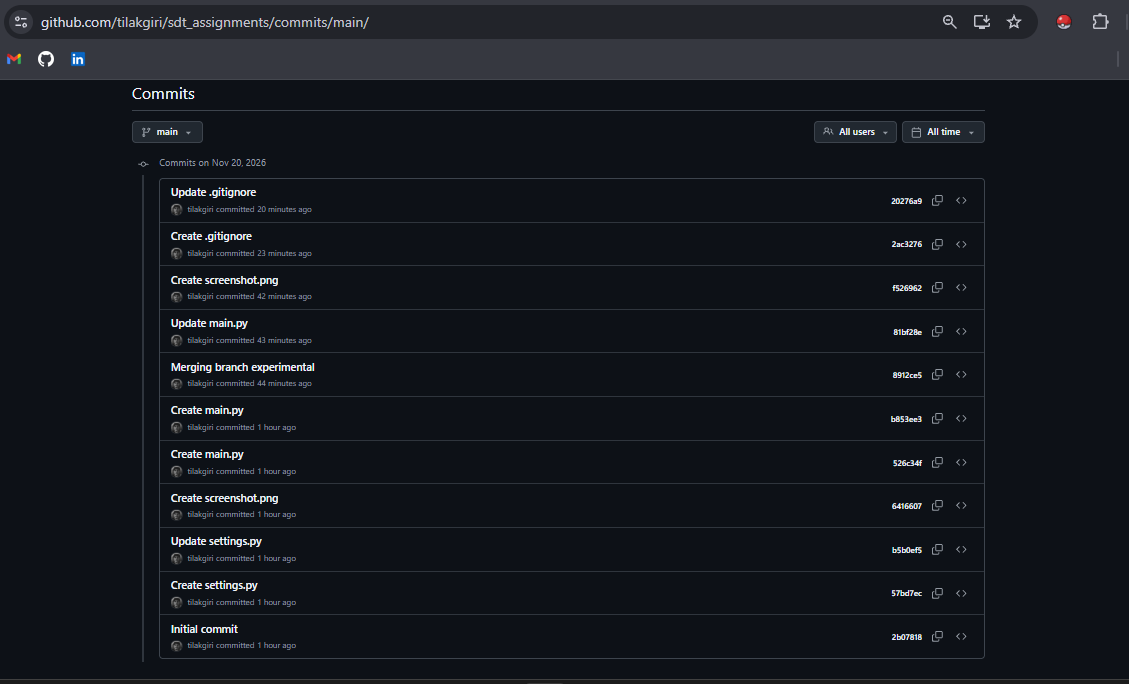 github.com/tilakgiri/sdt_assignments/commits/main/
in
Commits
main All users All time
Commits on Nov 20, 2026
Update .gitignore
tilakgiri committed 20 minutes ago
20276a9
Create .gitignore
tilakgiri committed 23 minutes ago
2ac3276
Create screenshot.png
tilakgiri committed 42 minutes ago
f526962
Update main.py
tilakgiri committed 43 minutes ago
81bf28e
Merging branch experimental
tilakgiri committed 44 minutes ago
8912ce5
Create main.py
tilakgiri committed 1 hour ago
b853ee3
Create main.py
tilakgiri committed 1 hour ago
526c34f
Create screenshot.png
tilakgiri committed 1 hour ago
6416607
Update settings.py
tilakgiri committed 1 hour ago
b5b0ef5
Create settings.py
tilakgiri committed 1 hour ago
57bd7ec
Initial commit
tilakgiri committed 1 hour ago
2b07818